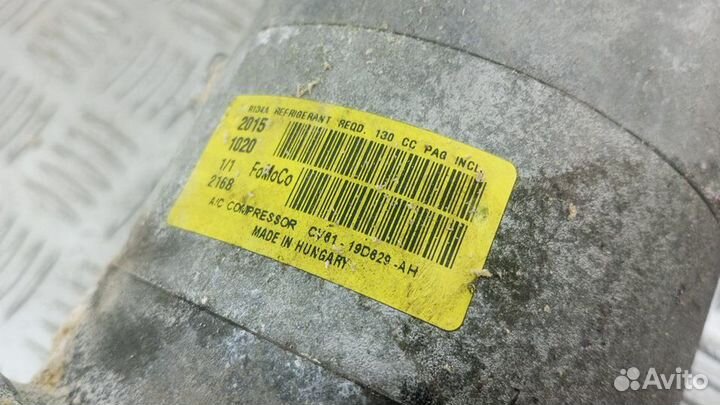 R134A REFRIGERANT REQD. 130 CC PAG INCL.
2015
1020
1/1 FoMoCo
2168
A/C COMPRESSOR CV61-19D629-AH
MADE IN HUNGARY
Avito